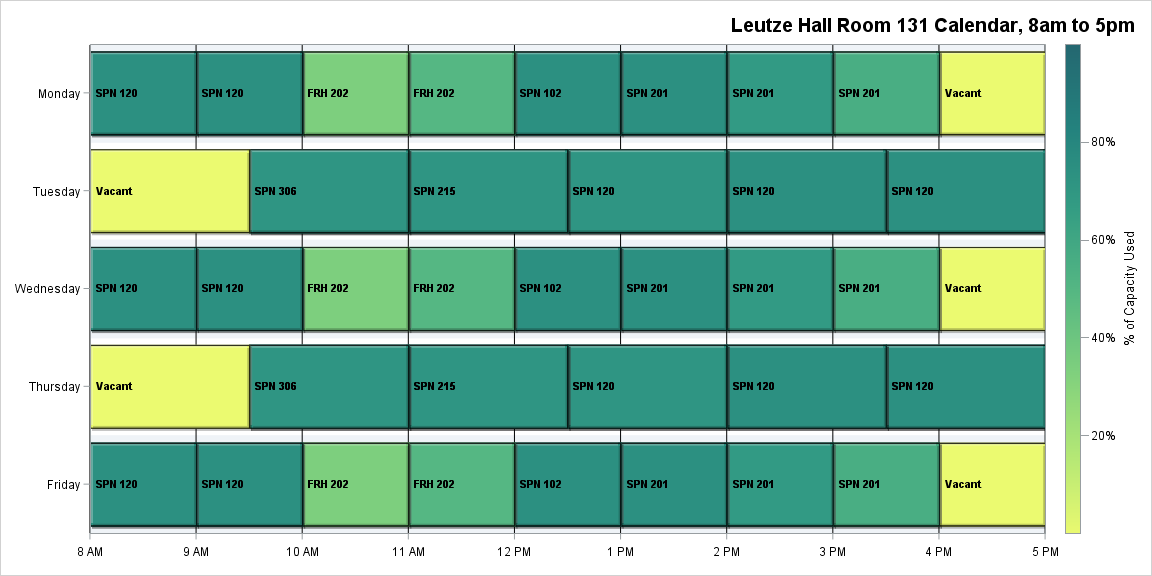 Leutze Hall Room 131 Calendar, 8am to 5pm
Monday
SPN 120
SPN 120
FRH 202
FRH 202
SPN 102
SPN 201
SPN 201
SPN 201
Vacant
Tuesday
Vacant
SPN 306
SPN 215
SPN 120
SPN 120
SPN 120
Wednesday
SPN 120
SPN 120
FRH 202
FRH 202
SPN 102
SPN 201
SPN 201
SPN 201
Vacant
Thursday
Vacant
SPN 306
SPN 215
SPN 120
SPN 120
SPN 120
Friday
SPN 120
SPN 120
FRH 202
FRH 202
SPN 102
SPN 201
SPN 201
SPN 201
Vacant
8 AM
9 AM
10 AM
11 AM
12 PM
1 PM
2 PM
3 PM
4 PM
5 PM
80%
60%
40%
20%
% of Capacity Used